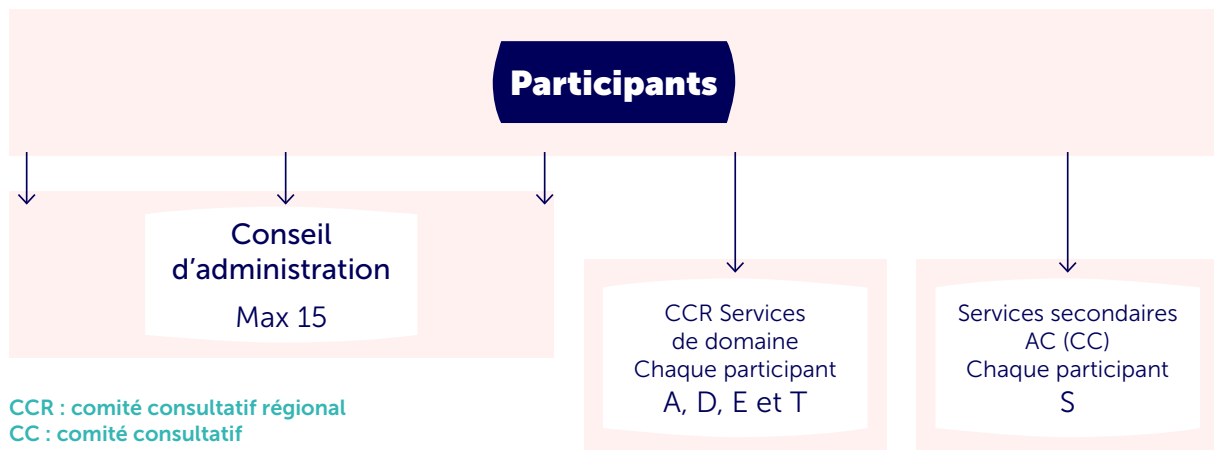 Participants
Conseil
d’administration
Max 15
CCR Services
de domaine
Chaque participant
A, D, E et T
Services secondaires
AC (CC)
Chaque participant
S
CCR : comité consultatif régional
CC : comité consultatif